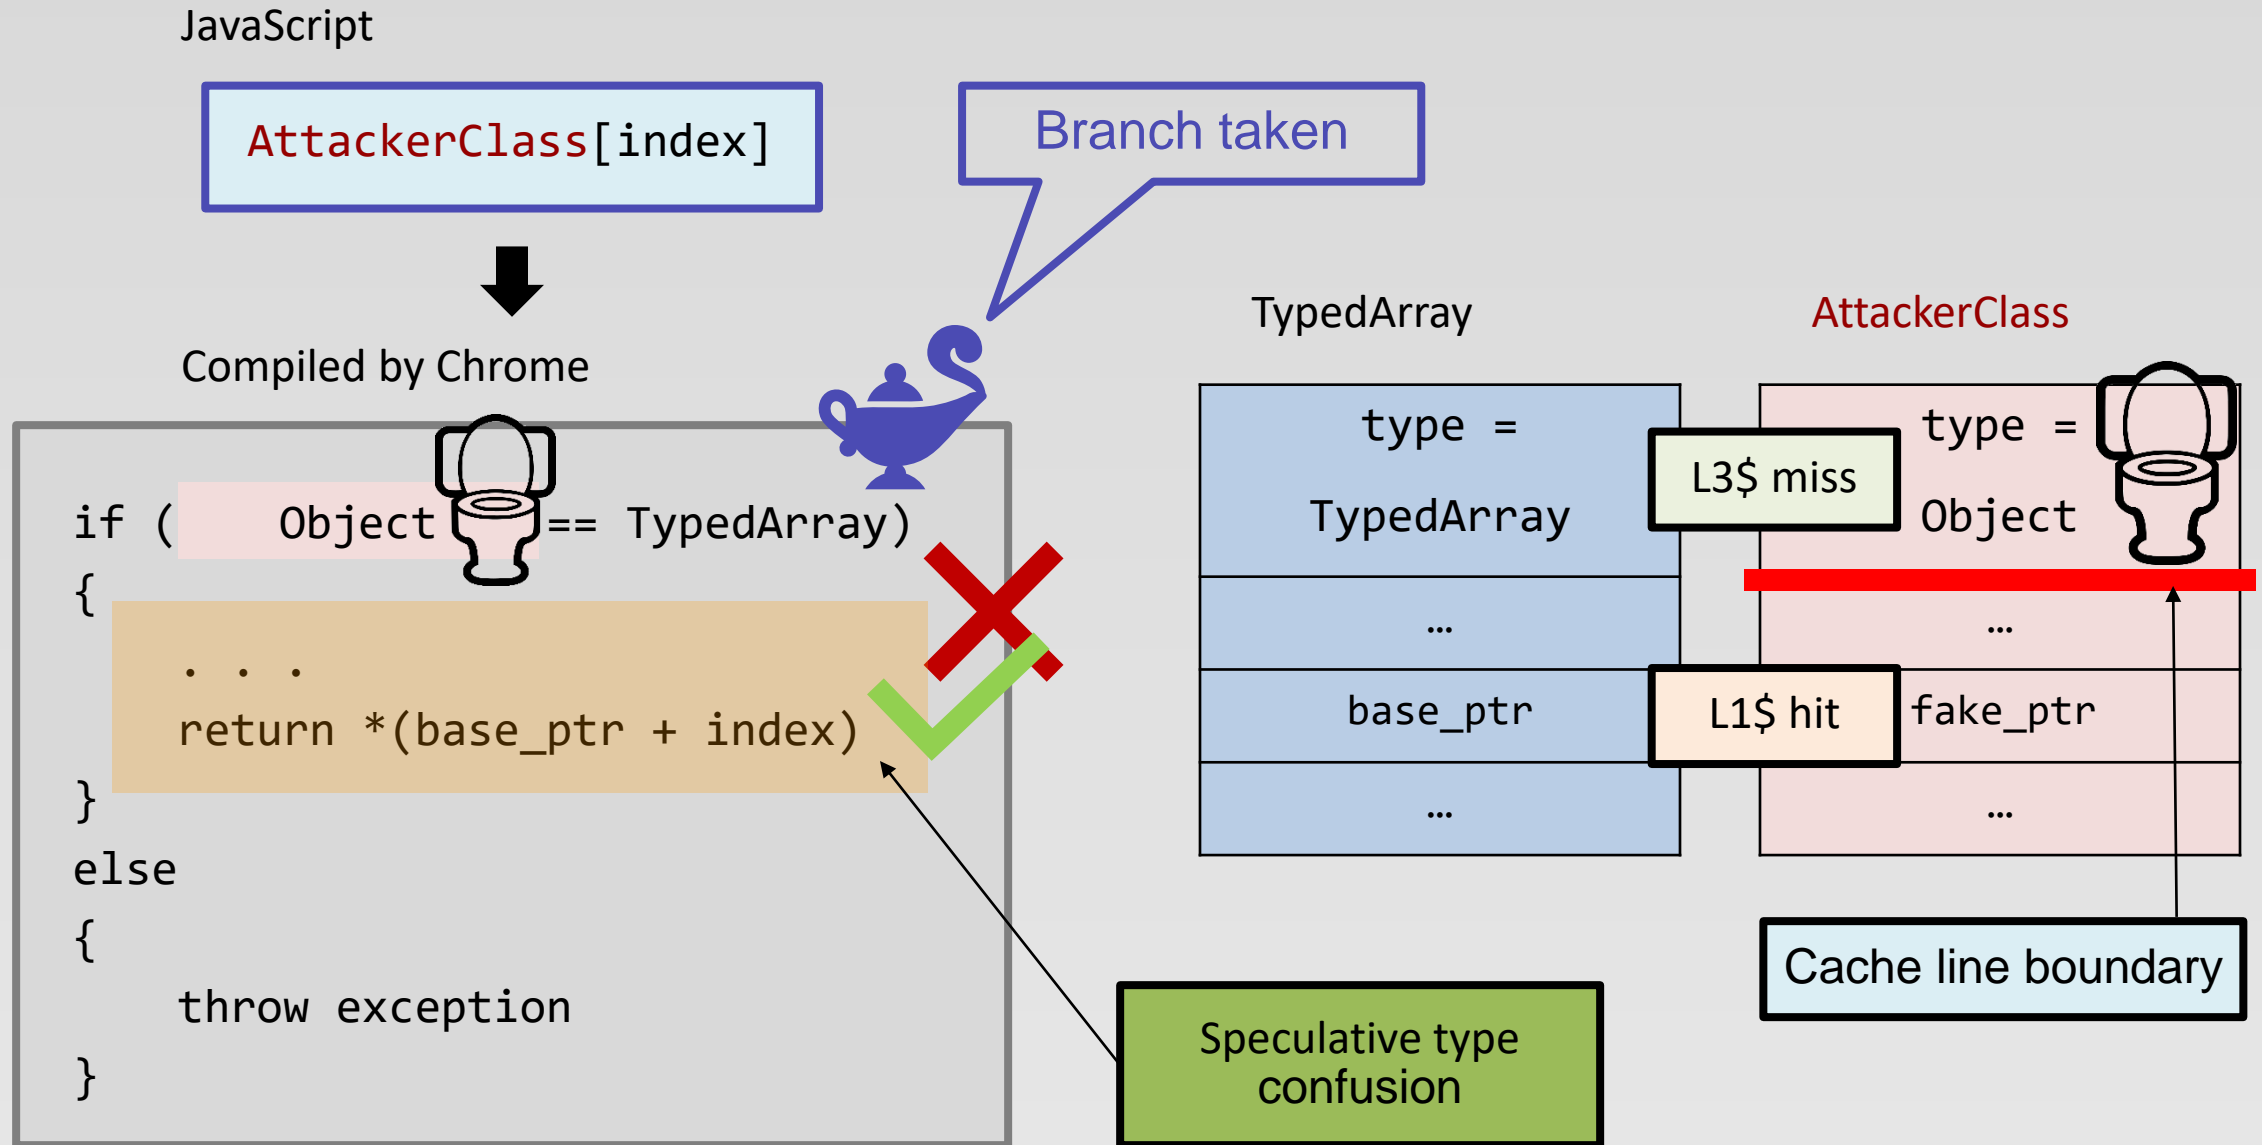 JavaScript
AttackerClass[index]
Branch taken
Compiled by Chrome
if ( Object == TypedArray)
{
. . .
return *(base_ptr + index)
}
else
{
throw exception
}
TypedArray
type =
TypedArray
…
base_ptr
…
L3$ miss
L1$ hit
AttackerClass
type =
Object
…
fake_ptr
…
Cache line boundary
Speculative type
confusion